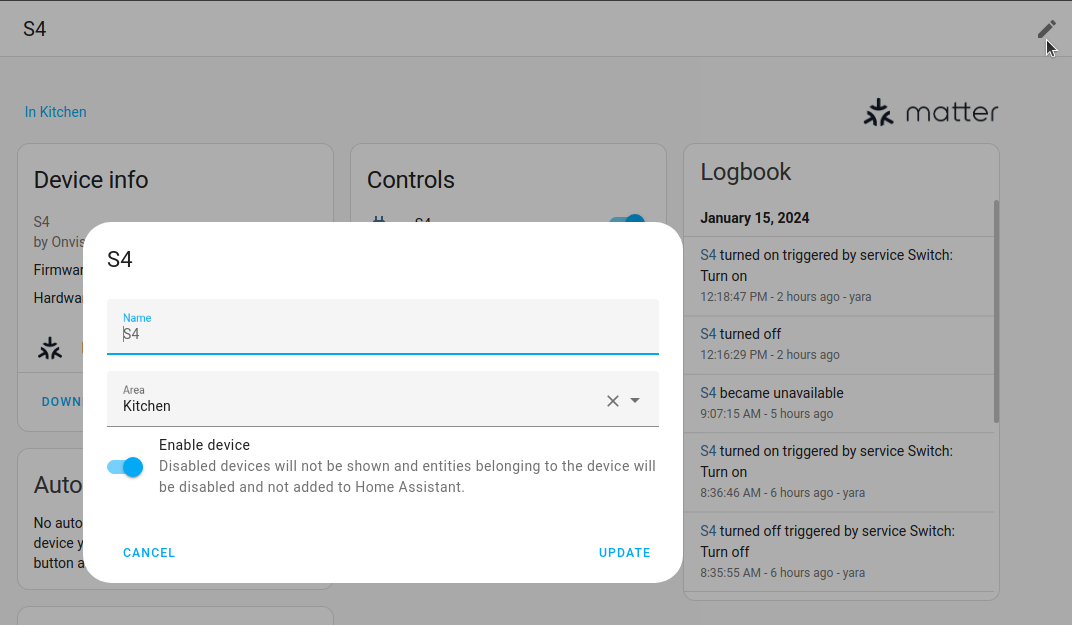 S4
In Kitchen
matter
Device info
S4
by Onvis
Controls
S4
Logbook
January 15, 2024
S4 turned on triggered by service Switch:
Turn on
12:18:47 PM - 2 hours ago - yara
S4 turned off
12:16:29 PM - 2 hours ago
S4 became unavailable
9:07:15 AM - 5 hours ago
S4 turned on triggered by service Switch:
Turn on
8:36:46 AM - 6 hours ago - yara
S4 turned off triggered by service Switch:
Turn off
8:35:55 AM - 6 hours ago - yara
S4
Name
S4
Area
Kitchen
Enable device
Disabled devices will not be shown and entities belonging to the device will
be disabled and not added to Home Assistant.
CANCEL
UPDATE
No auto
device y
button a